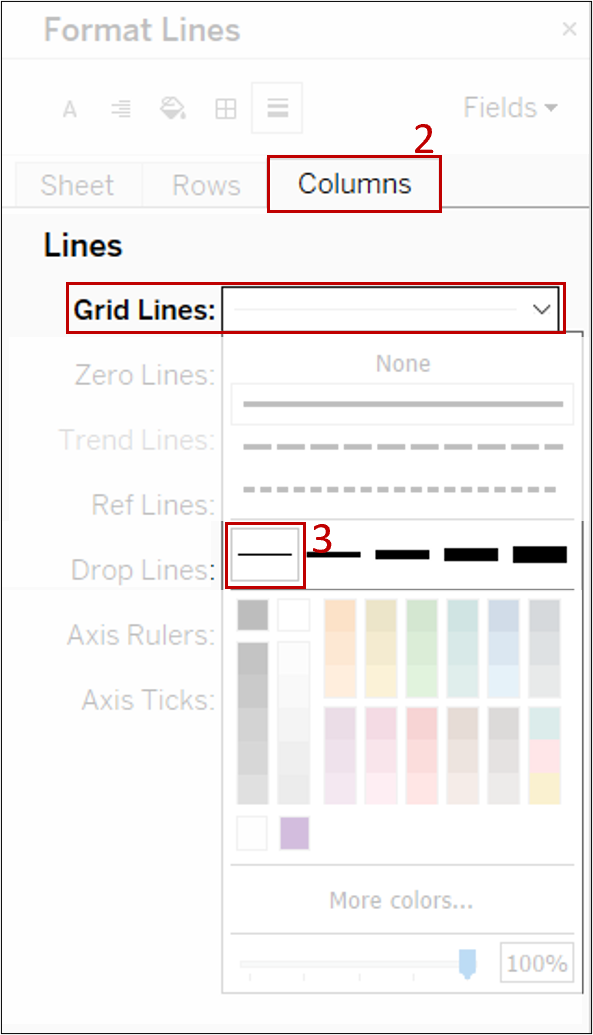 Format Lines ×
A Fields
2
Sheet Rows Columns
Lines
Grid Lines:
None
Zero Lines:
Trend Lines:
Ref Lines:
3
Drop Lines:
Axis Rulers:
Axis Ticks:
More colors...
100%